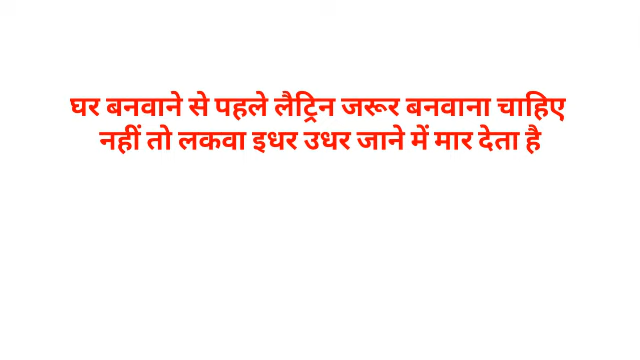 घर बनवाने से पहले लैट्रिन जरूर बनवाना चाहिए
नहीं तो लकवा इधर उधर जाने में मार देता है